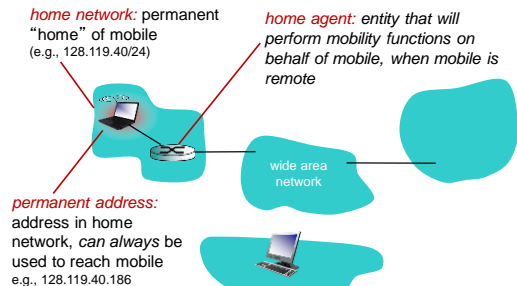 home network: permanent
“home” of mobile
(e.g., 128.119.40/24)
home agent: entity that will
perform mobility functions on
behalf of mobile, when mobile is
remote
wide area
network
permanent address:
address in home
network, can always be
used to reach mobile
e.g., 128.119.40.186